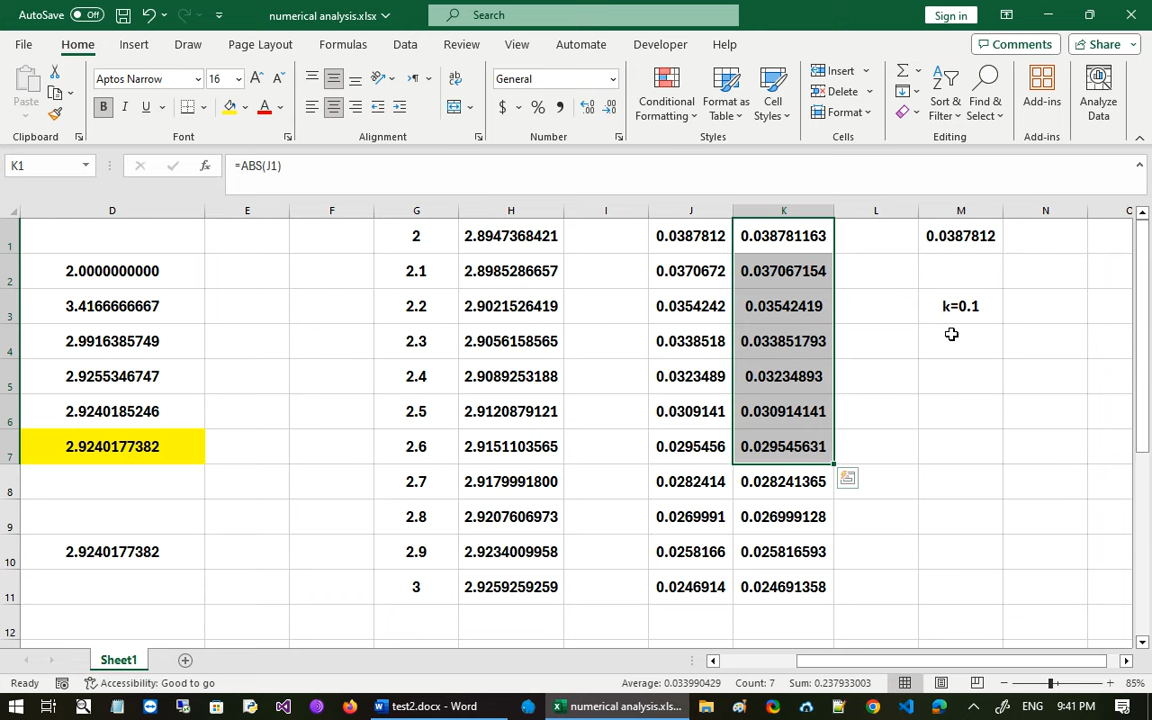 AutoSave Off numerical analysis.xlsx Search Sign in
File Home Insert Draw Page Layout Formulas Data Review View Automate Developer Help Comments Share
Paste Aptos Narrow 16 A A ab General Insert
B I U A $ % 9 Conditional Formatting Format as Table Cell Styles Delete Format Sort & Filter Find & Select Add-ins Analyze Data
Clipboard Font Alignment Number Styles Cells Editing Add-ins
K1 fx =ABS(J1)
D E F G H I J K L M N O
1 2 2.8947368421 0.0387812 0.038781163 0.0387812
2 2.0000000000 2.1 2.8985286657 0.0370672 0.037067154
3 3.4166666667 2.2 2.9021526419 0.0354242 0.03542419 k=0.1
4 2.9916385749 2.3 2.9056158565 0.0338518 0.033851793
5 2.9255346747 2.4 2.9089253188 0.0323489 0.03234893
6 2.9240185246 2.5 2.9120879121 0.0309141 0.030914141
7 2.9240177382 2.6 2.9151103565 0.0295456 0.029545631
8 2.7 2.9179991800 0.0282414 0.028241365
9 2.8 2.9207606973 0.0269991 0.026999128
10 2.9240177382 2.9 2.9234009958 0.0258166 0.025816593
11 3 2.9259259259 0.0246914 0.024691358
12
Sheet1
Ready Accessibility: Good to go Average: 0.033990429 Count: 7 Sum: 0.237933003 85%
test2.docx - Word numerical analysis.xls... ENG 9:41 PM